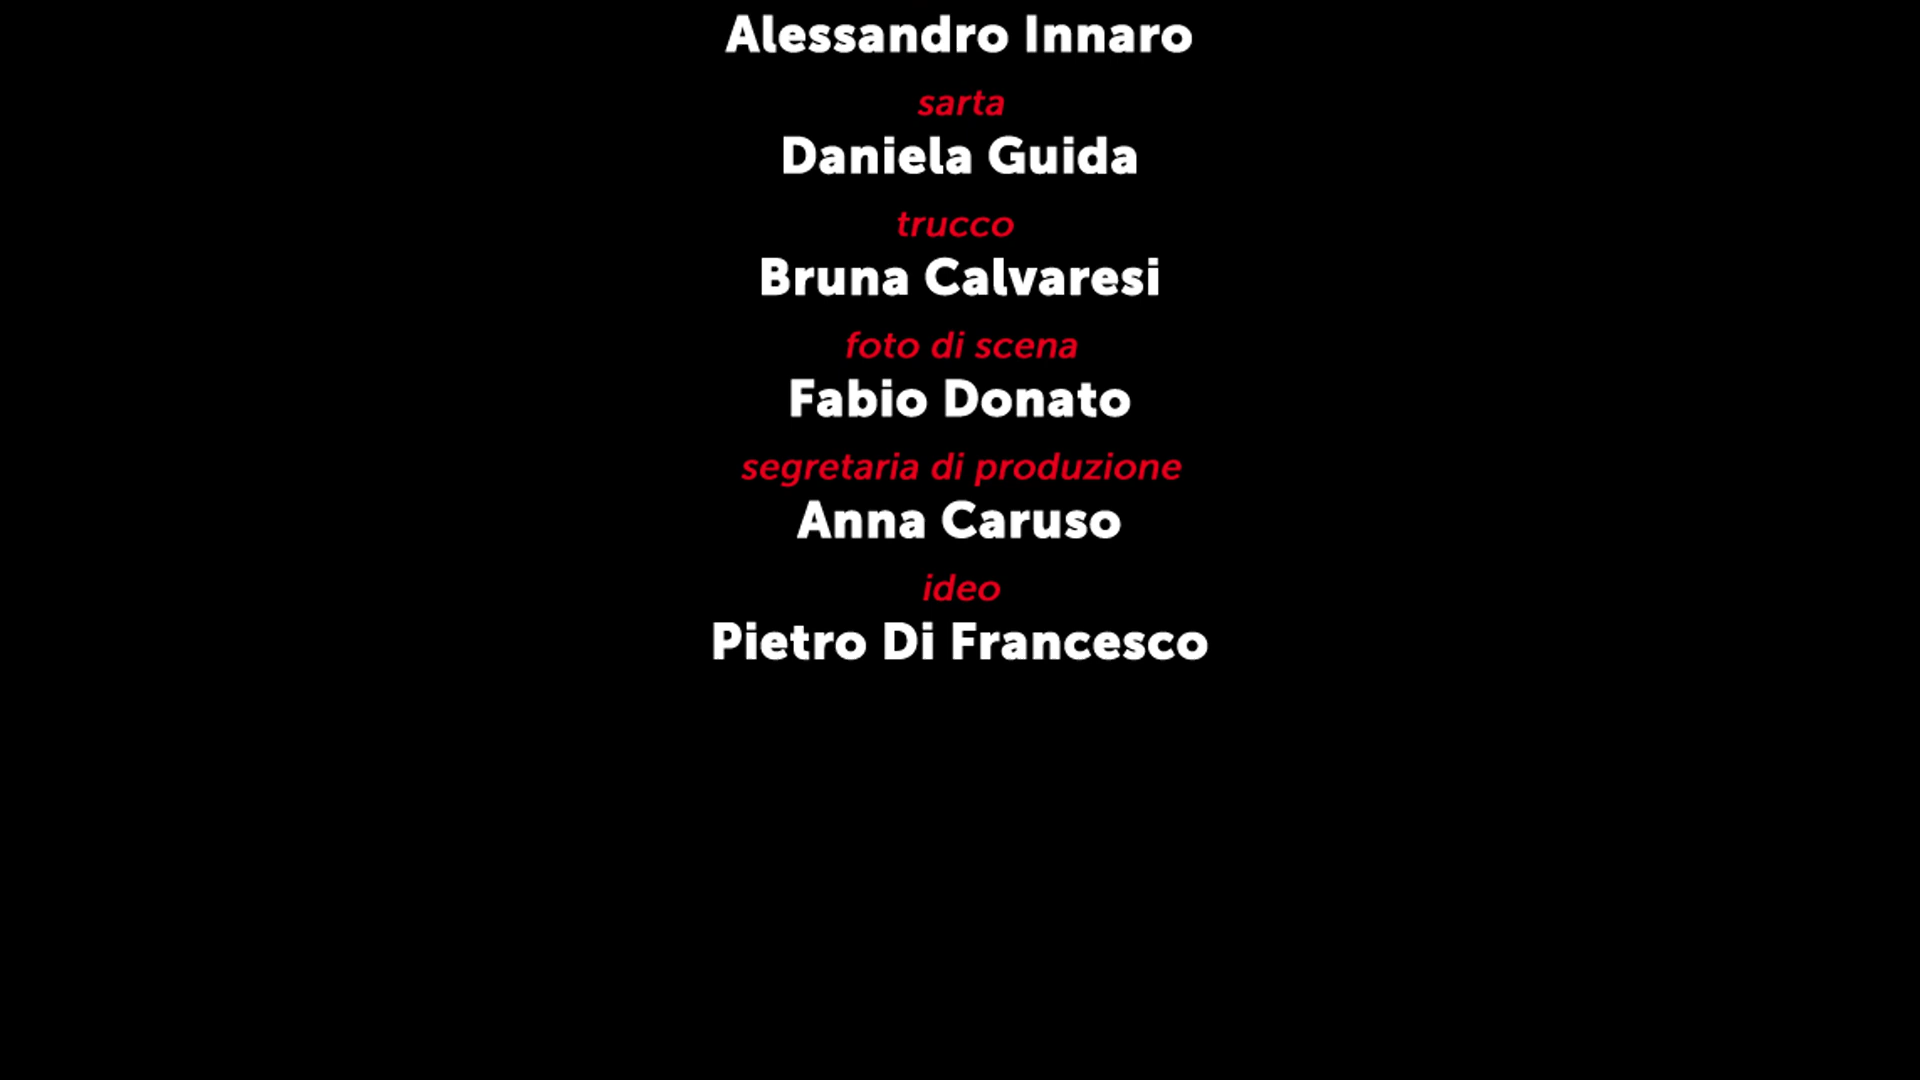 Alessandro Innaro
sarta
Daniela Guida
trucco
Bruna Calvaresi
foto di scena
Fabio Donato
segretaria di produzione
Anna Caruso
ideo
Pietro Di Francesco